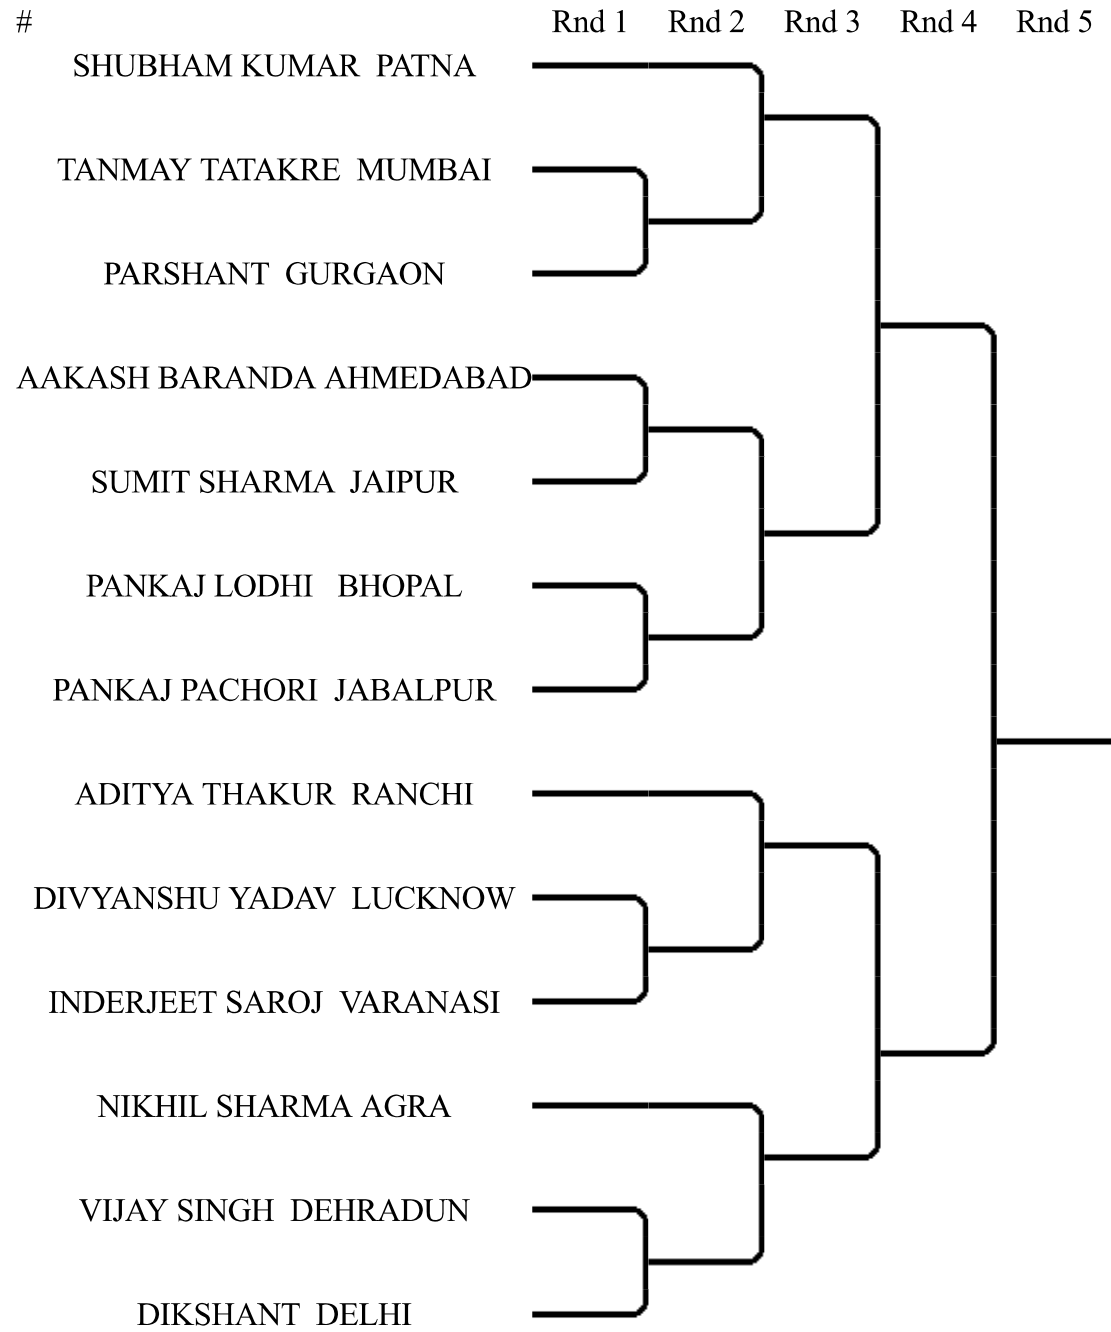 # Rnd 1 Rnd 2 Rnd 3 Rnd 4 Rnd 5
SHUBHAM KUMAR PATNA
TANMAY TATAKRE MUMBAI
PARSHANT GURGAON
AAKASH BARANDA AHMEDABAD
SUMIT SHARMA JAIPUR
PANKAJ LODHI BHOPAL
PANKAJ PACHORI JABALPUR
ADITYA THAKUR RANCHI
DIVYANSHU YADAV LUCKNOW
INDERJEET SAROJ VARANASI
NIKHIL SHARMA AGRA
VIJAY SINGH DEHRADUN
DIKSHANT DELHI